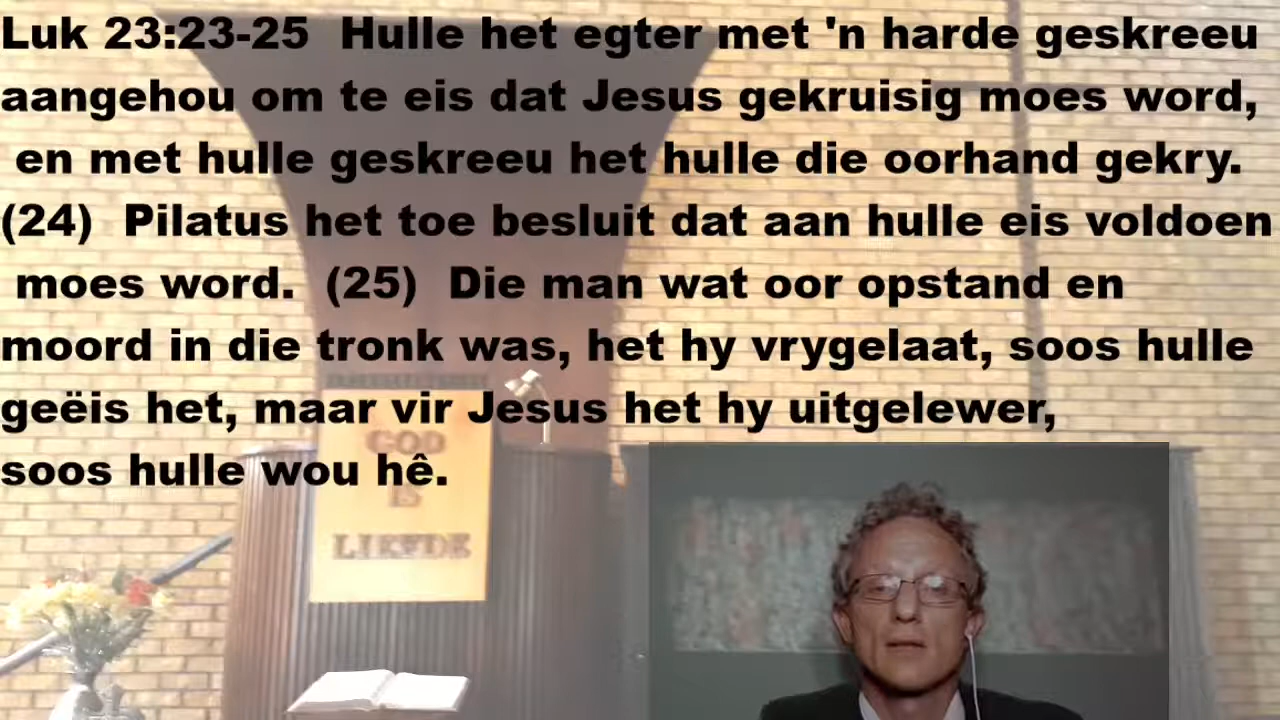 Luk 23:23-25  Hulle het egter met 'n harde geskreeu
aangehou om te eis dat Jesus gekruisig moes word,
en met hulle geskreeu het hulle die oorhand gekry.
(24)  Pilatus het toe besluit dat aan hulle eis voldoen
moes word.  (25)  Die man wat oor opstand en
moord in die tronk was, het hy vrygelaat, soos hulle
geëis het, maar vir Jesus het hy uitgelewer,
soos hulle wou hê.
GOD
IS
LIEFDE